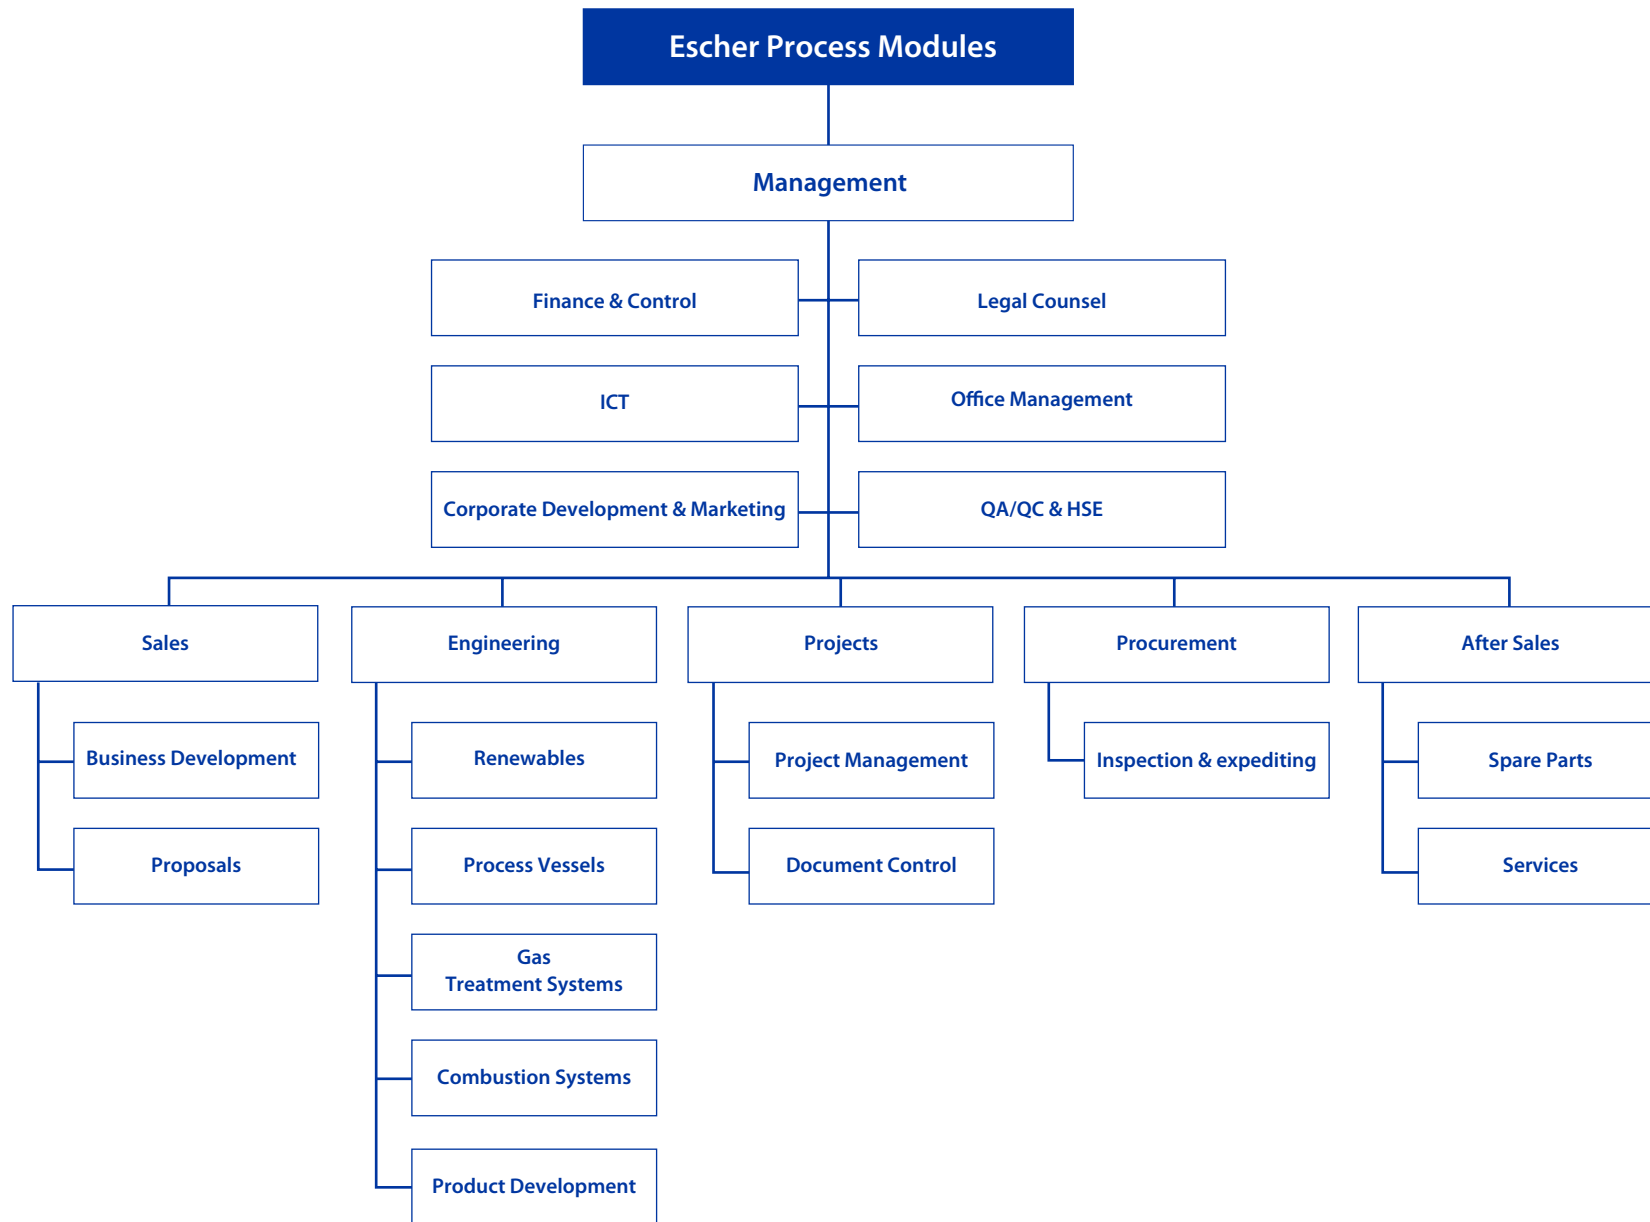 Escher Process Modules
Management
Finance & Control
Legal Counsel
ICT
Office Management
Corporate Development & Marketing
QA/QC & HSE
Sales
Engineering
Projects
Procurement
After Sales
Business Development
Renewables
Project Management
Inspection & expediting
Spare Parts
Proposals
Process Vessels
Document Control
Services
Gas
Treatment Systems
Combustion Systems
Product Development